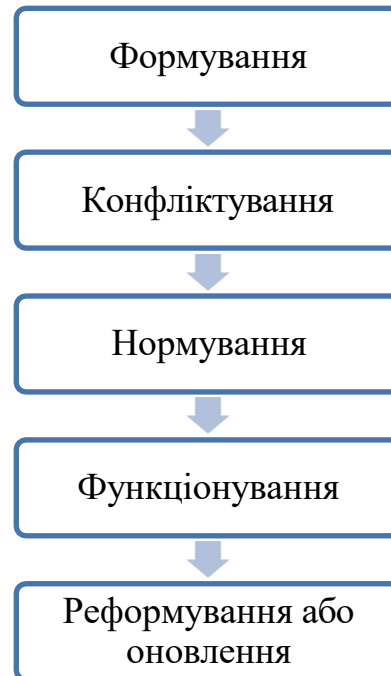 Формування
Конфліктування
Нормування
Функціонування
Реформування або
оновлення